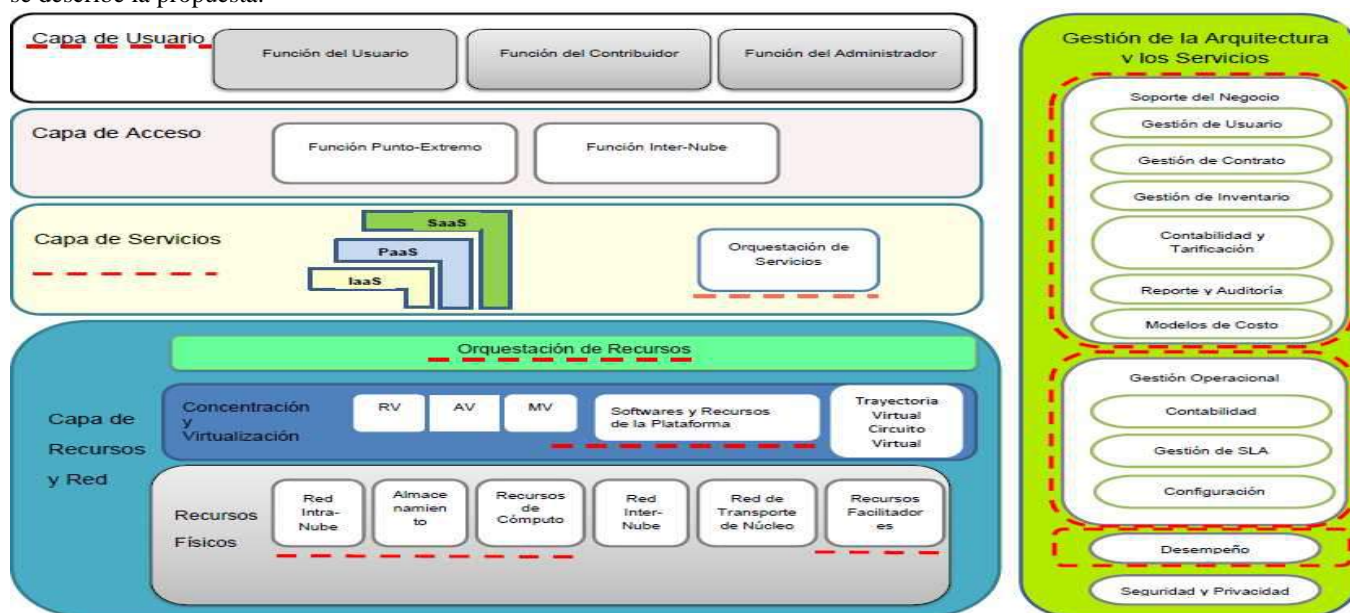 se describe la propuesta.
Capa de Usuario
Función del Usuario
Función del Contribuidor
Función del Administrador
Capa de Acceso
Función Punto-Extremo
Función Inter-Nube
Capa de Servicios
SaaS
PaaS
IaaS
Orquestación de
Servicios
Orquestación de Recursos
Capa de
Recursos
y Red
Concentración
y
Virtualización
RV
AV
MV
Softwares y Recursos
de la Plataforma
Trayectoria
Virtual
Circuito
Virtual
Recursos
Físicos
Red
Intra-
Nube
Almace
namien
to
Recursos
de
Cómputo
Red
Inter-
Nube
Red de
Transporte
de Núcleo
Recursos
Facilitador
es
Gestión de la Arquitectura
y los Servicios
Soporte del Negocio
Gestión de Usuario
Gestión de Contrato
Gestión de Inventario
Contabilidad y
Tarificación
Reporte y Auditoría
Modelos de Costo
Gestión Operacional
Contabilidad
Gestión de SLA
Configuración
Desempeño
Seguridad y Privacidad